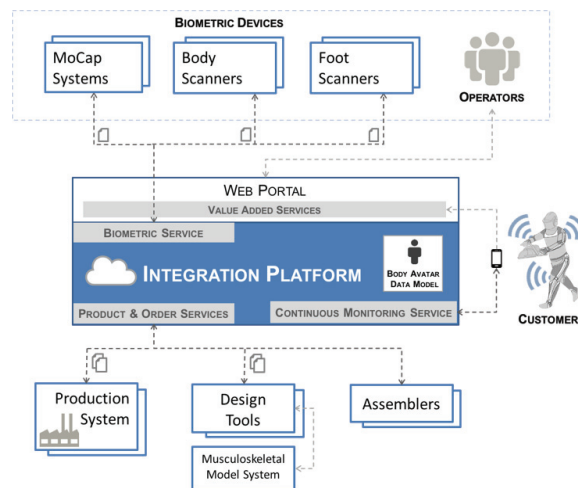 BIOMETRIC DEVICES
MoCap
Systems
Body
Scanners
Foot
Scanners
OPERATORS
WEB PORTAL
VALUE ADDED SERVICES
BIOMETRIC SERVICE
INTEGRATION PLATFORM
BODY AVATAR
DATA MODEL
PRODUCT & ORDER SERVICES
CONTINUOUS MONITORING SERVICE
CUSTOMER
Production
System
Design
Tools
Assemblers
Musculoskeletal
Model System